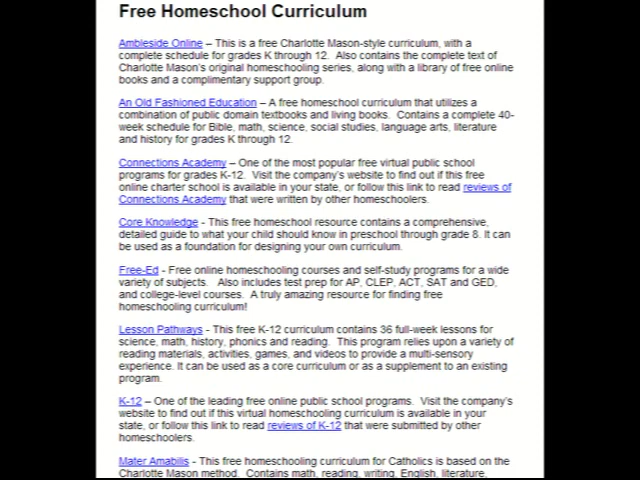 Free Homeschool Curriculum
Ambleside Online – This is a free Charlotte Mason-style curriculum, with a
complete schedule for grades K through 12.  Also contains the complete text of
Charlotte Mason's original homeschooling series, along with a library of free online
books and a complimentary support group.
An Old Fashioned Education – A free homeschool curriculum that utilizes a
combination of public domain textbooks and living books.  Contains a complete 40-
week schedule for Bible, math, science, social studies, language arts, literature
and history for grades K through 12.
Connections Academy – One of the most popular free virtual public school
programs for grades K-12.  Visit the company's website to find out if this free
online charter school is available in your state, or follow this link to read reviews of
Connections Academy that were written by other homeschoolers.
Core Knowledge - This free homeschool resource contains a comprehensive,
detailed guide to what your child should know in preschool through grade 8. It can
be used as a foundation for designing your own curriculum.
Free-Ed - Free online homeschooling courses and self-study programs for a wide
variety of subjects.   Also includes test prep for AP, CLEP, ACT, SAT and GED,
and college-level courses.  A truly amazing resource for finding free
homeschooling curriculum!
Lesson Pathways - This free K-12 curriculum contains 36 full-week lessons for
science, math, history, phonics and reading.  This program relies upon a variety of
reading materials, activities, games, and videos to provide a multi-sensory
experience. It can be used as a core curriculum or as a supplement to an existing
program.
K-12 – One of the leading free online public school programs.  Visit the company's
website to find out if this virtual homeschooling curriculum is available in your
state, or follow this link to read reviews of K-12 that were submitted by other
homeschoolers.
Mater Amabilis - This free homeschooling curriculum for Catholics is based on the
Charlotte Mason method.  Contains math, reading, writing, English, literature,